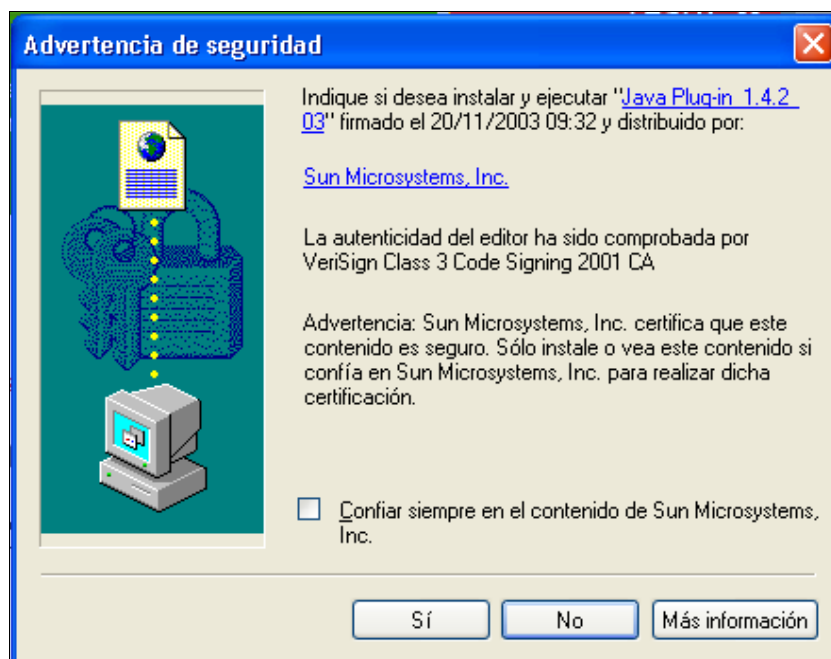 Advertencia de seguridad
Indique si desea instalar y ejecutar "Java Plug-in 1.4.2_
03" firmado el 20/11/2003 09:32 y distribuido por:
Sun Microsystems, Inc.
La autenticidad del editor ha sido comprobada por
VeriSign Class 3 Code Signing 2001 CA
Advertencia: Sun Microsystems, Inc. certifica que este
contenido es seguro. Sólo instale o vea este contenido si
confía en Sun Microsystems, Inc. para realizar dicha
certificación.
Confiar siempre en el contenido de Sun Microsystems,
Inc.
Sí No Más información